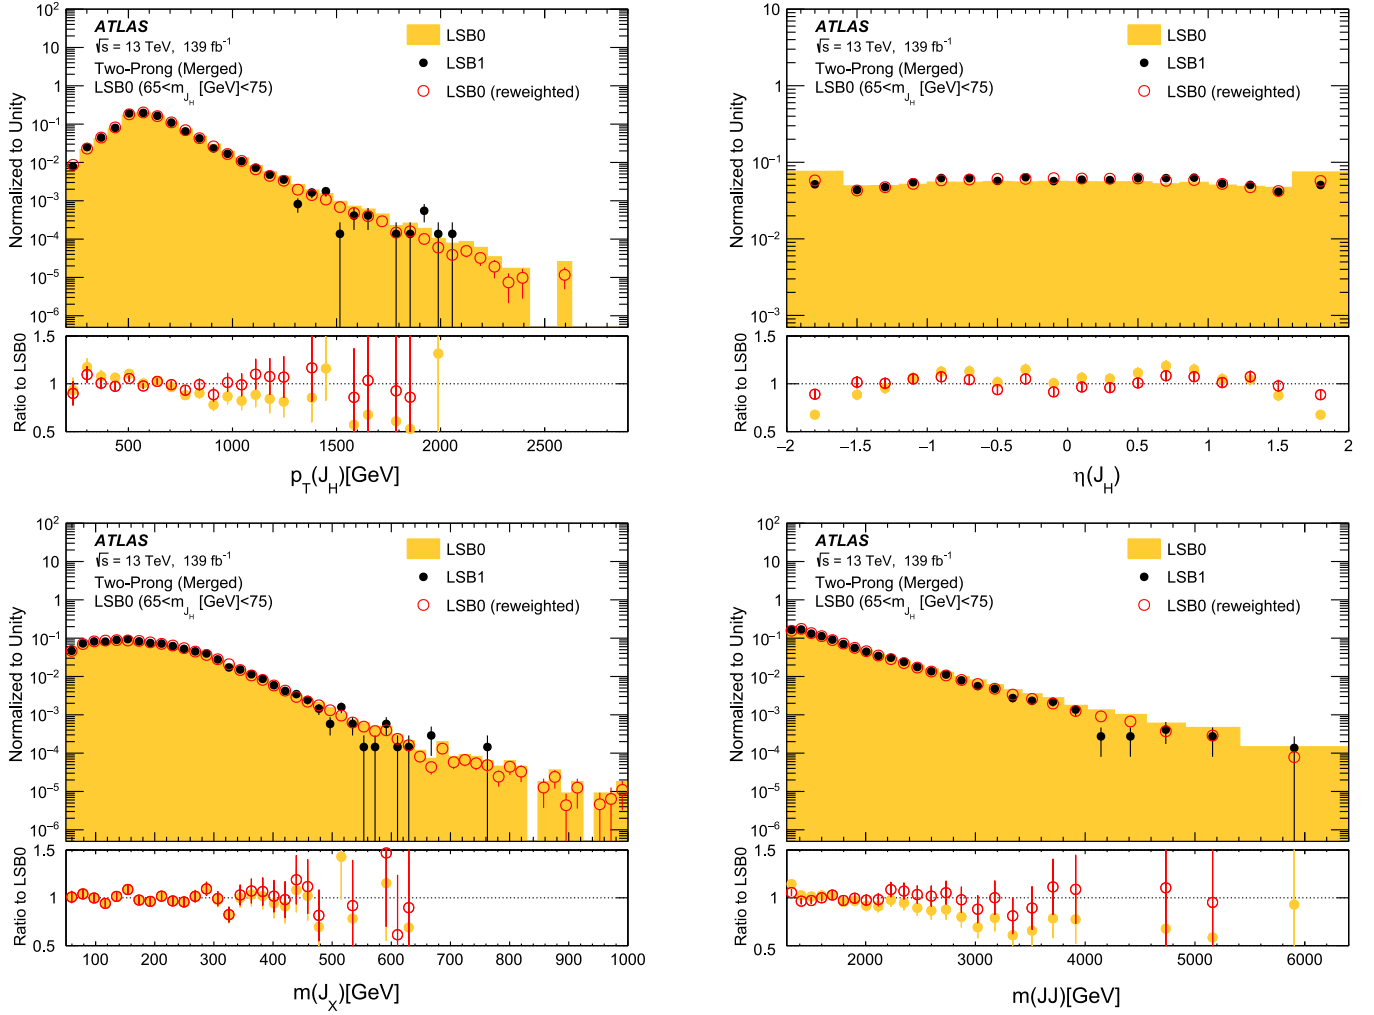 ATLAS
√s = 13 TeV, 139 fb⁻¹
Two-Prong (Merged)
LSB0 (65<m_{J_H} [GeV]<75)
LSB0
LSB1
LSB0 (reweighted)
Normalized to Unity
10²
10
1
10⁻¹
10⁻²
10⁻³
10⁻⁴
10⁻⁵
10⁻⁶
Ratio to LSB0
1.5
1
0.5
500 1000 1500 2000 2500
p_T(J_H)[GeV]
ATLAS
√s = 13 TeV, 139 fb⁻¹
Two-Prong (Merged)
LSB0 (65<m_{J_H} [GeV]<75)
LSB0
LSB1
LSB0 (reweighted)
Normalized to Unity
10
1
10⁻¹
10⁻²
10⁻³
Ratio to LSB0
1.5
1
0.5
−2 −1.5 −1 −0.5 0 0.5 1 1.5 2
η(J_H)
ATLAS
√s = 13 TeV, 139 fb⁻¹
Two-Prong (Merged)
LSB0 (65<m_{J_H} [GeV]<75)
LSB0
LSB1
LSB0 (reweighted)
Normalized to Unity
10²
10
1
10⁻¹
10⁻²
10⁻³
10⁻⁴
10⁻⁵
10⁻⁶
Ratio to LSB0
1.5
1
0.5
100 200 300 400 500 600 700 800 900 1000
m(J_X)[GeV]
ATLAS
√s = 13 TeV, 139 fb⁻¹
Two-Prong (Merged)
LSB0 (65<m_{J_H} [GeV]<75)
LSB0
LSB1
LSB0 (reweighted)
Normalized to Unity
10²
10
1
10⁻¹
10⁻²
10⁻³
10⁻⁴
10⁻⁵
10⁻⁶
Ratio to LSB0
1.5
1
0.5
2000 3000 4000 5000 6000
m(JJ)[GeV]